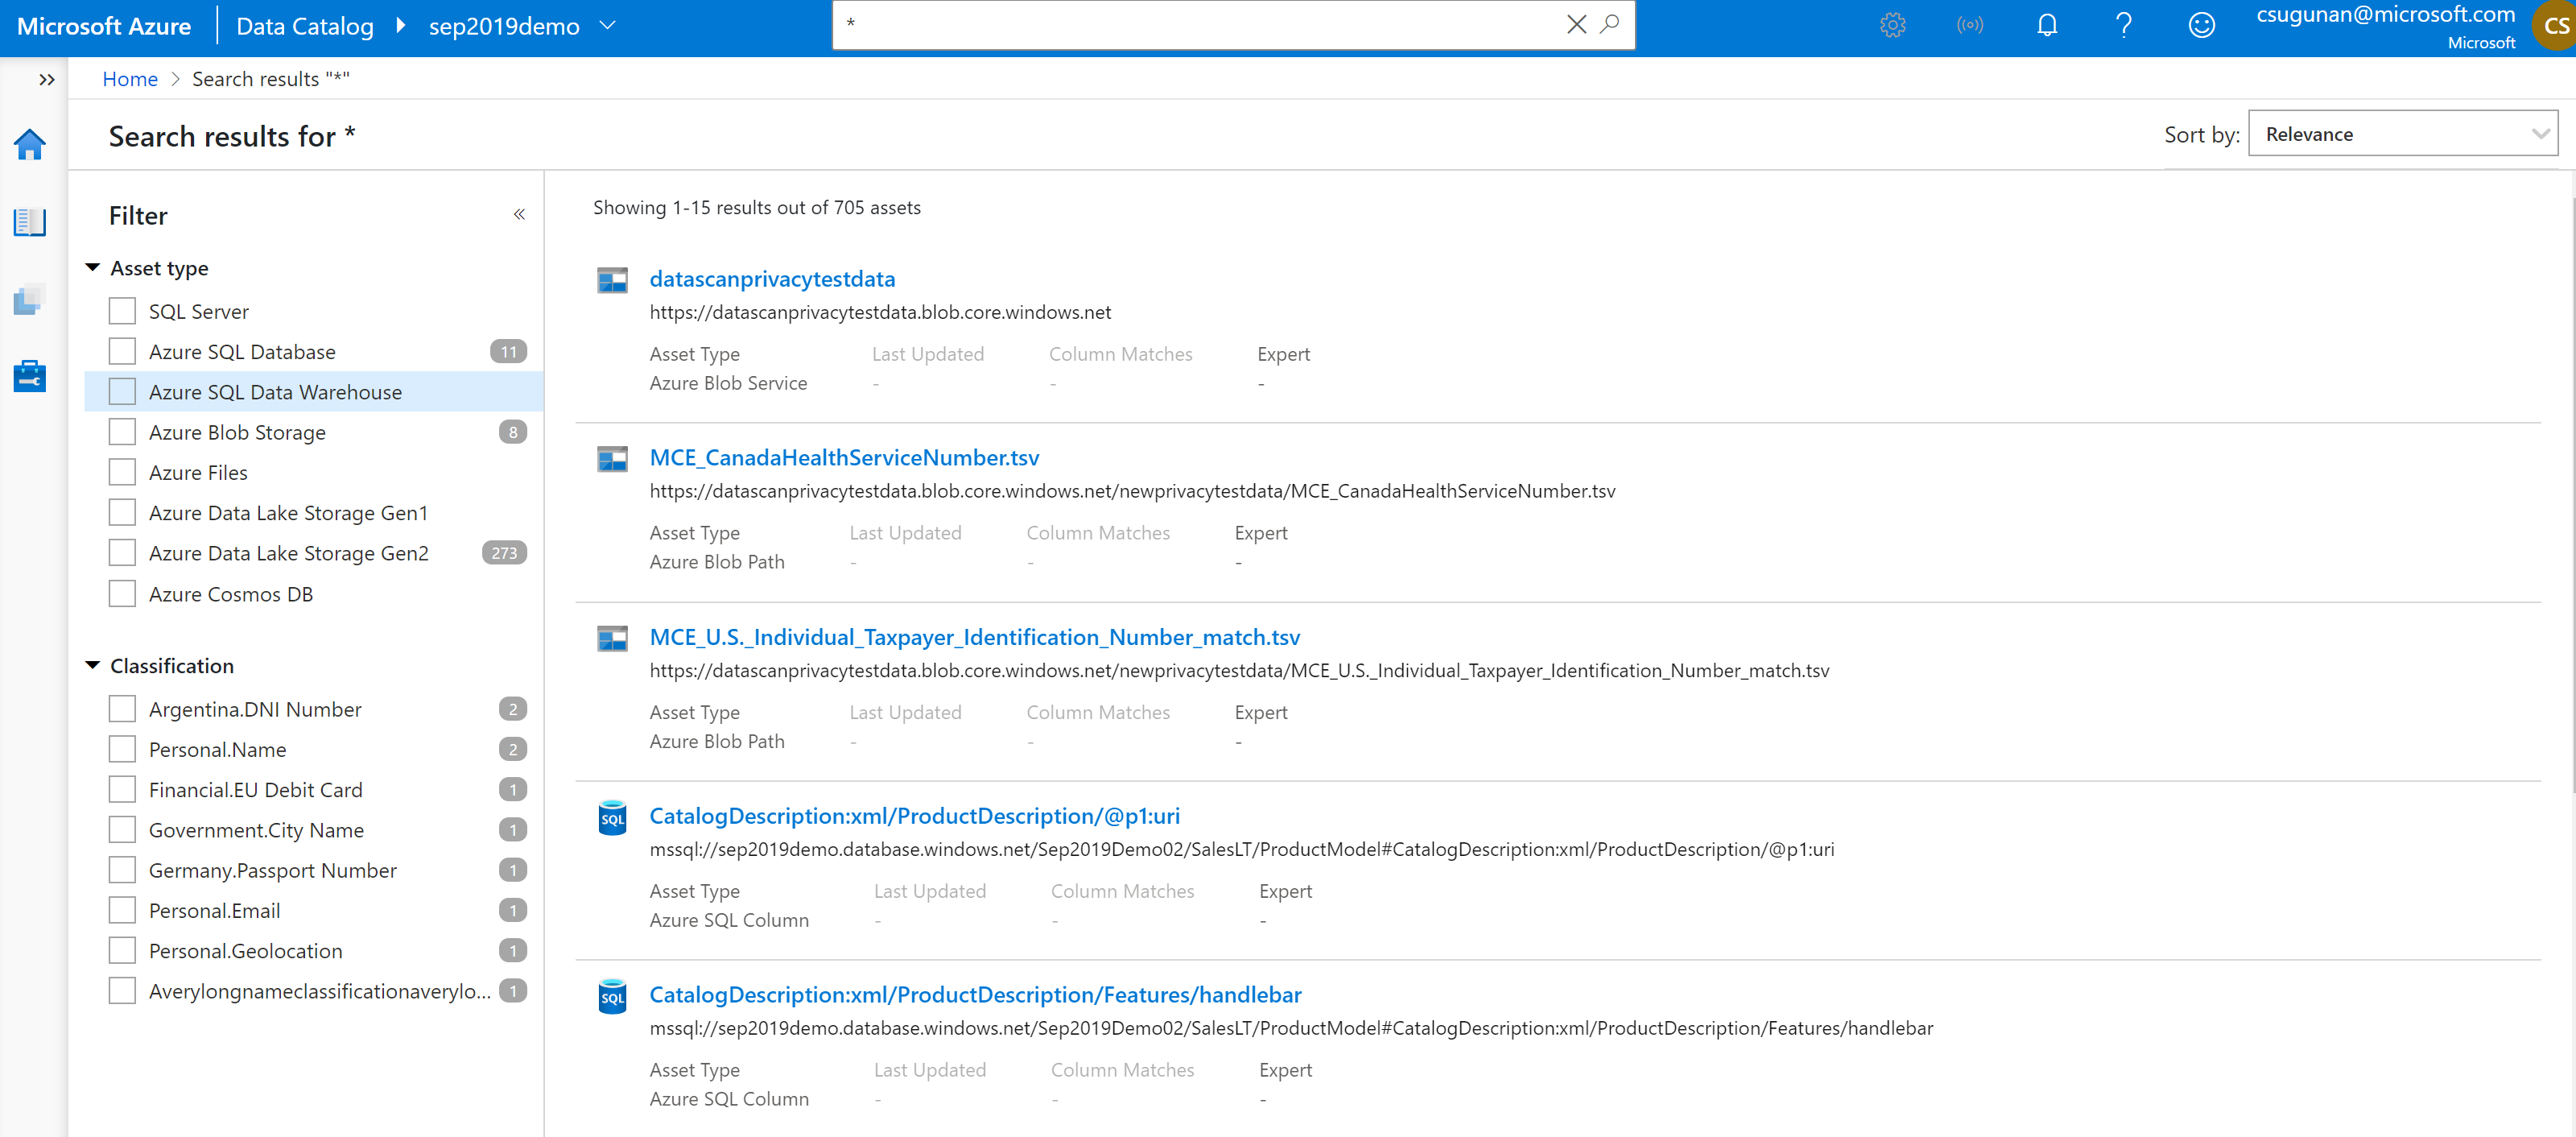 Microsoft Azure
Data Catalog
sep2019demo
*
csugunan@microsoft.com
Microsoft
CS
Home > Search results "*"
Search results for *
Sort by: Relevance
Filter
Asset type
SQL Server
Azure SQL Database 11
Azure SQL Data Warehouse
Azure Blob Storage 8
Azure Files
Azure Data Lake Storage Gen1
Azure Data Lake Storage Gen2 273
Azure Cosmos DB
Classification
Argentina.DNI Number 2
Personal.Name 2
Financial.EU Debit Card 1
Government.City Name 1
Germany.Passport Number 1
Personal.Email 1
Personal.Geolocation 1
Averylongnameclassificationaverylo... 1
Showing 1-15 results out of 705 assets
datascanprivacytestdata
https://datascanprivacytestdata.blob.core.windows.net
Asset Type Last Updated Column Matches Expert
Azure Blob Service - - -
MCE_CanadaHealthServiceNumber.tsv
https://datascanprivacytestdata.blob.core.windows.net/newprivacytestdata/MCE_CanadaHealthServiceNumber.tsv
Asset Type Last Updated Column Matches Expert
Azure Blob Path - - -
MCE_U.S._Individual_Taxpayer_Identification_Number_match.tsv
https://datascanprivacytestdata.blob.core.windows.net/newprivacytestdata/MCE_U.S._Individual_Taxpayer_Identification_Number_match.tsv
Asset Type Last Updated Column Matches Expert
Azure Blob Path - - -
SQL
CatalogDescription:xml/ProductDescription/@p1:uri
mssql://sep2019demo.database.windows.net/Sep2019Demo02/SalesLT/ProductModel#CatalogDescription:xml/ProductDescription/@p1:uri
Asset Type Last Updated Column Matches Expert
Azure SQL Column - - -
SQL
CatalogDescription:xml/ProductDescription/Features/handlebar
mssql://sep2019demo.database.windows.net/Sep2019Demo02/SalesLT/ProductModel#CatalogDescription:xml/ProductDescription/Features/handlebar
Asset Type Last Updated Column Matches Expert
Azure SQL Column - - -